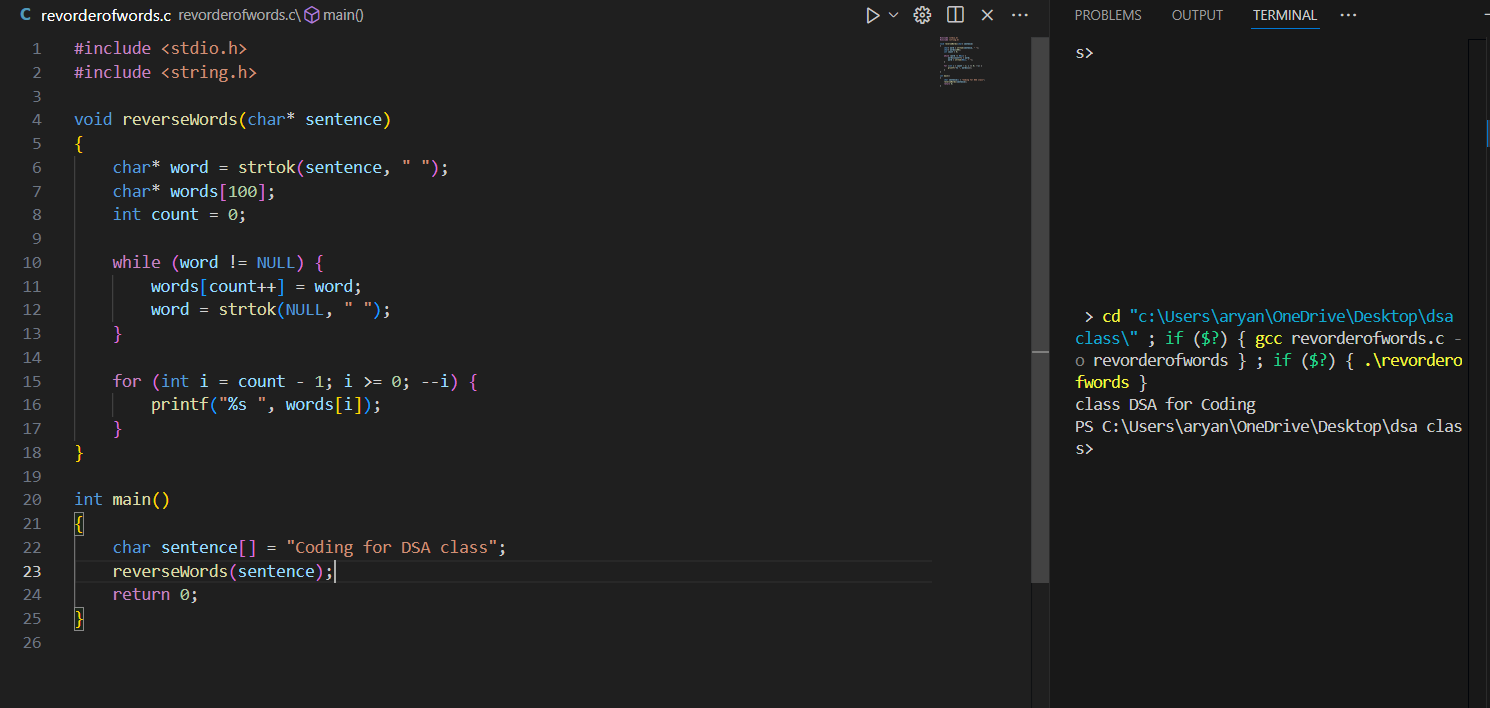 C revorderofwords.c revorderofwords.c\ main()
1 #include <stdio.h>
2 #include <string.h>
3
4 void reverseWords(char* sentence)
5 {
6 char* word = strtok(sentence, " ");
7 char* words[100];
8 int count = 0;
9
10 while (word != NULL) {
11 words[count++] = word;
12 word = strtok(NULL, " ");
13 }
14
15 for (int i = count - 1; i >= 0; --i) {
16 printf("%s ", words[i]);
17 }
18 }
19
20 int main()
21 {
22 char sentence[] = "Coding for DSA class";
23 reverseWords(sentence);
24 return 0;
25 }
26
PROBLEMS OUTPUT TERMINAL ···
s>
> cd "c:\Users\aryan\OneDrive\Desktop\dsa
class\" ; if ($?) { gcc revorderofwords.c -
o revorderofwords } ; if ($?) { .\revordero
fwords }
class DSA for Coding
PS C:\Users\aryan\OneDrive\Desktop\dsa clas
s>